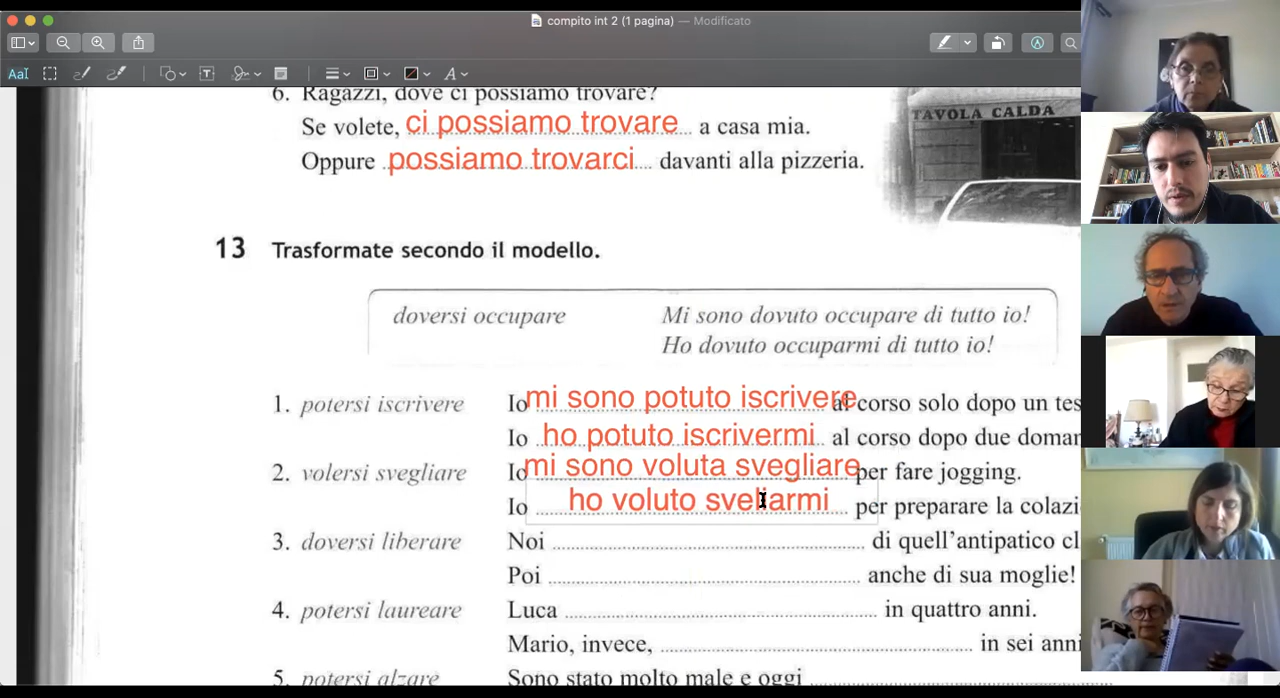 compito int 2 (1 pagina) — Modificato
AaI
T
A
6. Ragazzi, dove ci possiamo trovare?
Se volete, ci possiamo trovare a casa mia.
Oppure possiamo trovarci davanti alla pizzeria.
TAVOLA CALDA
13 Trasformate secondo il modello.
doversi occupare Mi sono dovuto occupare di tutto io!
Ho dovuto occuparmi di tutto io!
1. potersi iscrivere Io mi sono potuto iscrivere al corso solo dopo un tes
Io ho potuto iscrivermi al corso dopo due doman
2. volersi svegliare Io mi sono voluta svegliare per fare jogging.
Io ho voluto sveliarmi per preparare la colazi
3. doversi liberare Noi ........ di quell'antipatico cl
Poi ........ anche di sua moglie!
4. potersi laureare Luca ........ in quattro anni.
Mario, invece, ........ in sei anni
5. potersi alzare Sono stato molto male e oggi ........